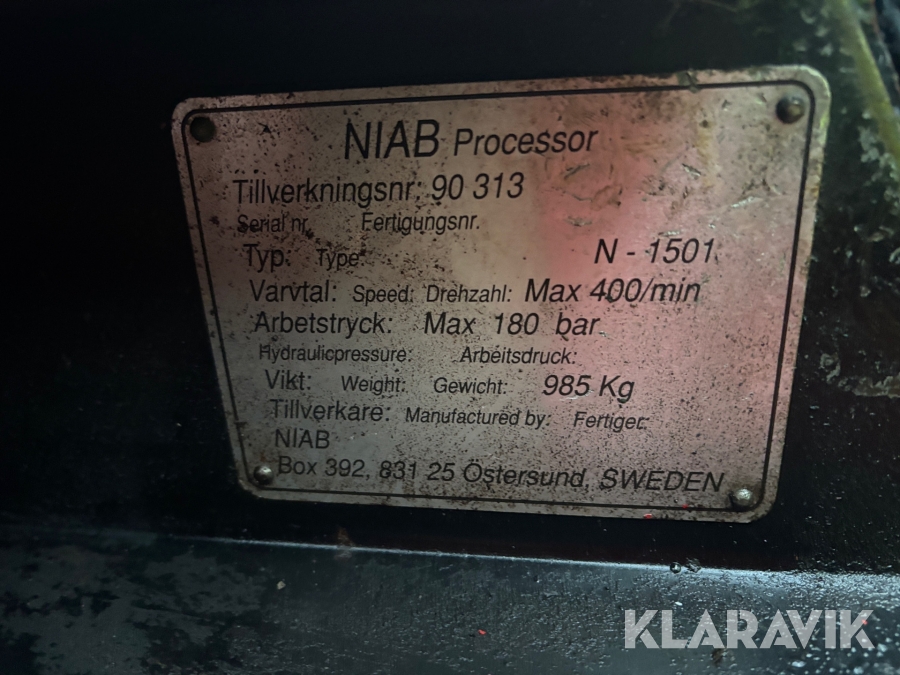 NIAB Processor
Tillverkningsnr: 90 313
Serial nr. Fertigungsnr.
Typ: Type: N - 1501
Varvtal: Speed: Drehzahl: Max 400/min
Arbetstryck: Max 180 bar
Hydraulicpressure: Arbeitsdruck:
Vikt: Weight: Gewicht: 985 Kg
Tillverkare: Manufactured by: Fertiger:
NIAB
Box 392, 831 25 Östersund, SWEDEN
KLARAVIK